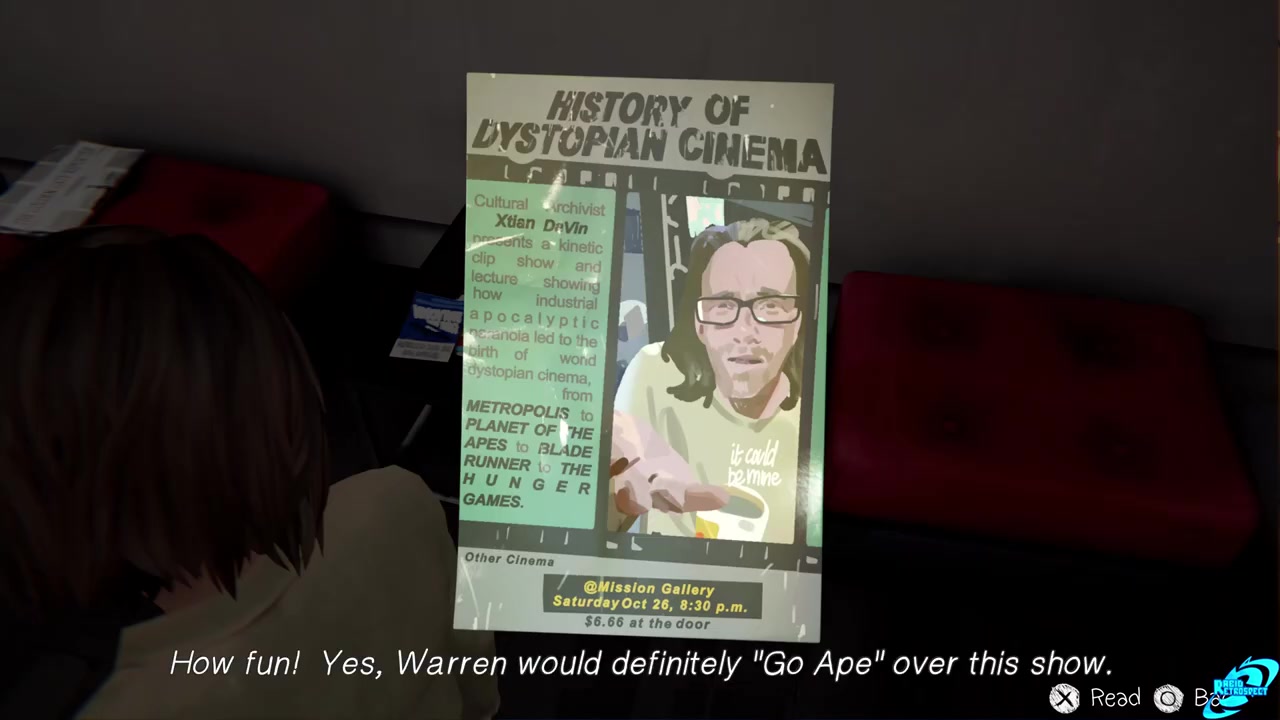 HISTORY OF
DYSTOPIAN CINEMA
Cultural Archivist
Xtian DeVin
presents a kinetic
clip show and
lecture showing
how industrial
apocalyptic
paranoia led to the
birth of world
dystopian cinema,
from
METROPOLIS to
PLANET OF THE
APES to BLADE
RUNNER to THE
HUNGER
GAMES.
it could
be mine
Other Cinema
@Mission Gallery
Saturday Oct 26, 8:30 p.m.
$6.66 at the door
How fun! Yes, Warren would definitely "Go Ape" over this show.
Read
RETROSPECT